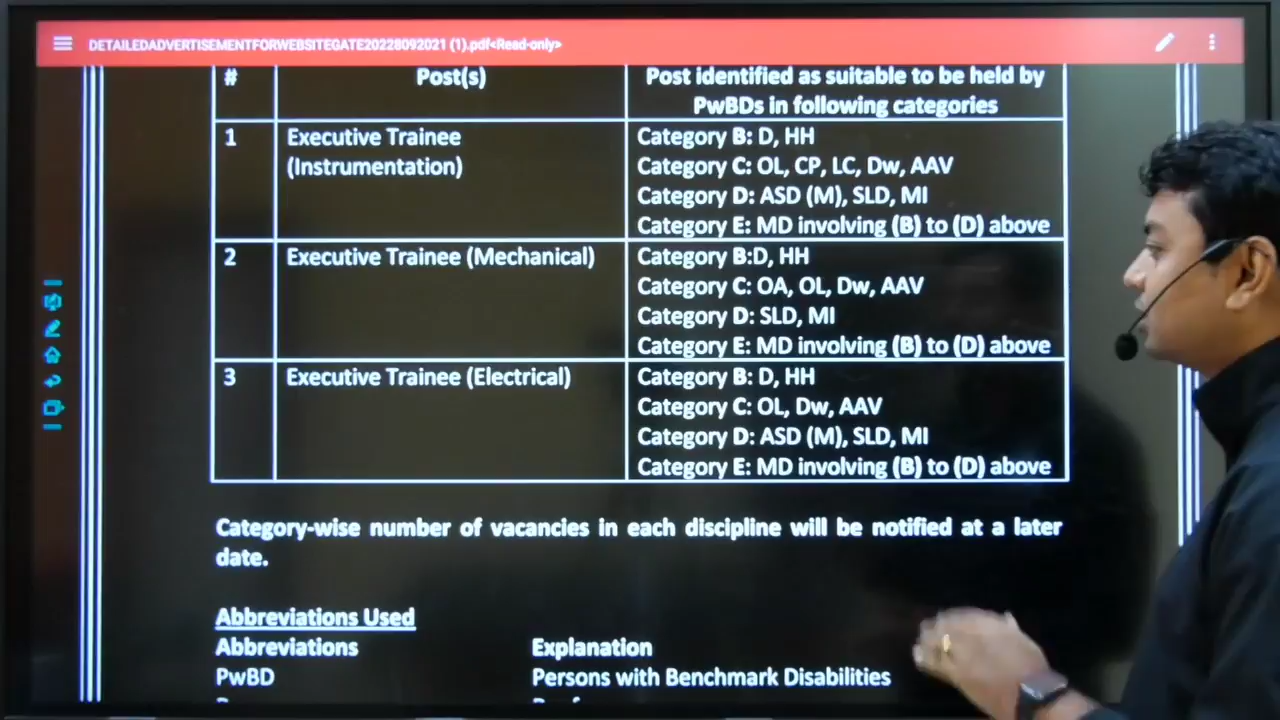 DETAILEDADVERTISEMENTFORWEBSITEGATE20228092021 (1).pdf<Read-only>
# Post(s) Post identified as suitable to be held by
PwBDs in following categories
1 Executive Trainee Category B: D, HH
(Instrumentation) Category C: OL, CP, LC, Dw, AAV
Category D: ASD (M), SLD, MI
Category E: MD involving (B) to (D) above
2 Executive Trainee (Mechanical) Category B:D, HH
Category C: OA, OL, Dw, AAV
Category D: SLD, MI
Category E: MD involving (B) to (D) above
3 Executive Trainee (Electrical) Category B: D, HH
Category C: OL, Dw, AAV
Category D: ASD (M), SLD, MI
Category E: MD involving (B) to (D) above
Category-wise number of vacancies in each discipline will be notified at a later
date.
Abbreviations Used
Abbreviations Explanation
PwBD Persons with Benchmark Disabilities